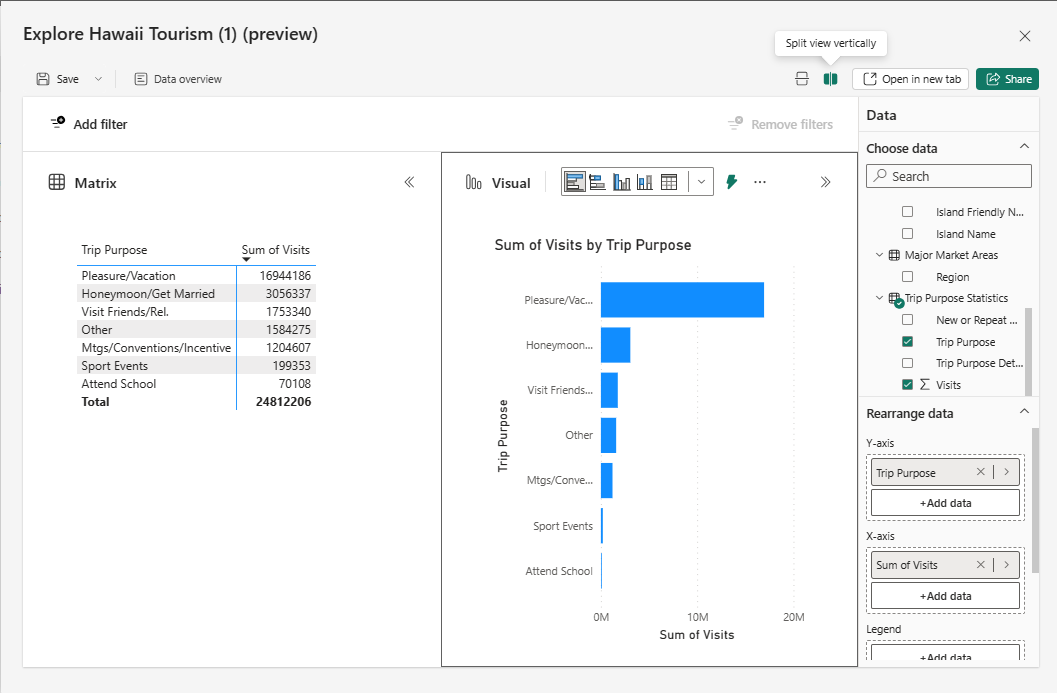 Explore Hawaii Tourism (1) (preview)
Split view vertically
Save
Data overview
Open in new tab
Share
Add filter
Remove filters
Matrix
Trip Purpose Sum of Visits
Pleasure/Vacation 16944186
Honeymoon/Get Married 3056337
Visit Friends/Rel. 1753340
Other 1584275
Mtgs/Conventions/Incentive 1204607
Sport Events 199353
Attend School 70108
Total 24812206
Visual
Sum of Visits by Trip Purpose
Trip Purpose
Pleasure/Vac...
Honeymoon...
Visit Friends...
Other
Mtgs/Conve...
Sport Events
Attend School
0M 10M 20M
Sum of Visits
Data
Choose data
Search
Island Friendly N...
Island Name
Major Market Areas
Region
Trip Purpose Statistics
New or Repeat ...
Trip Purpose
Trip Purpose Det...
Visits
Rearrange data
Y-axis
Trip Purpose
+Add data
X-axis
Sum of Visits
+Add data
Legend
+Add data